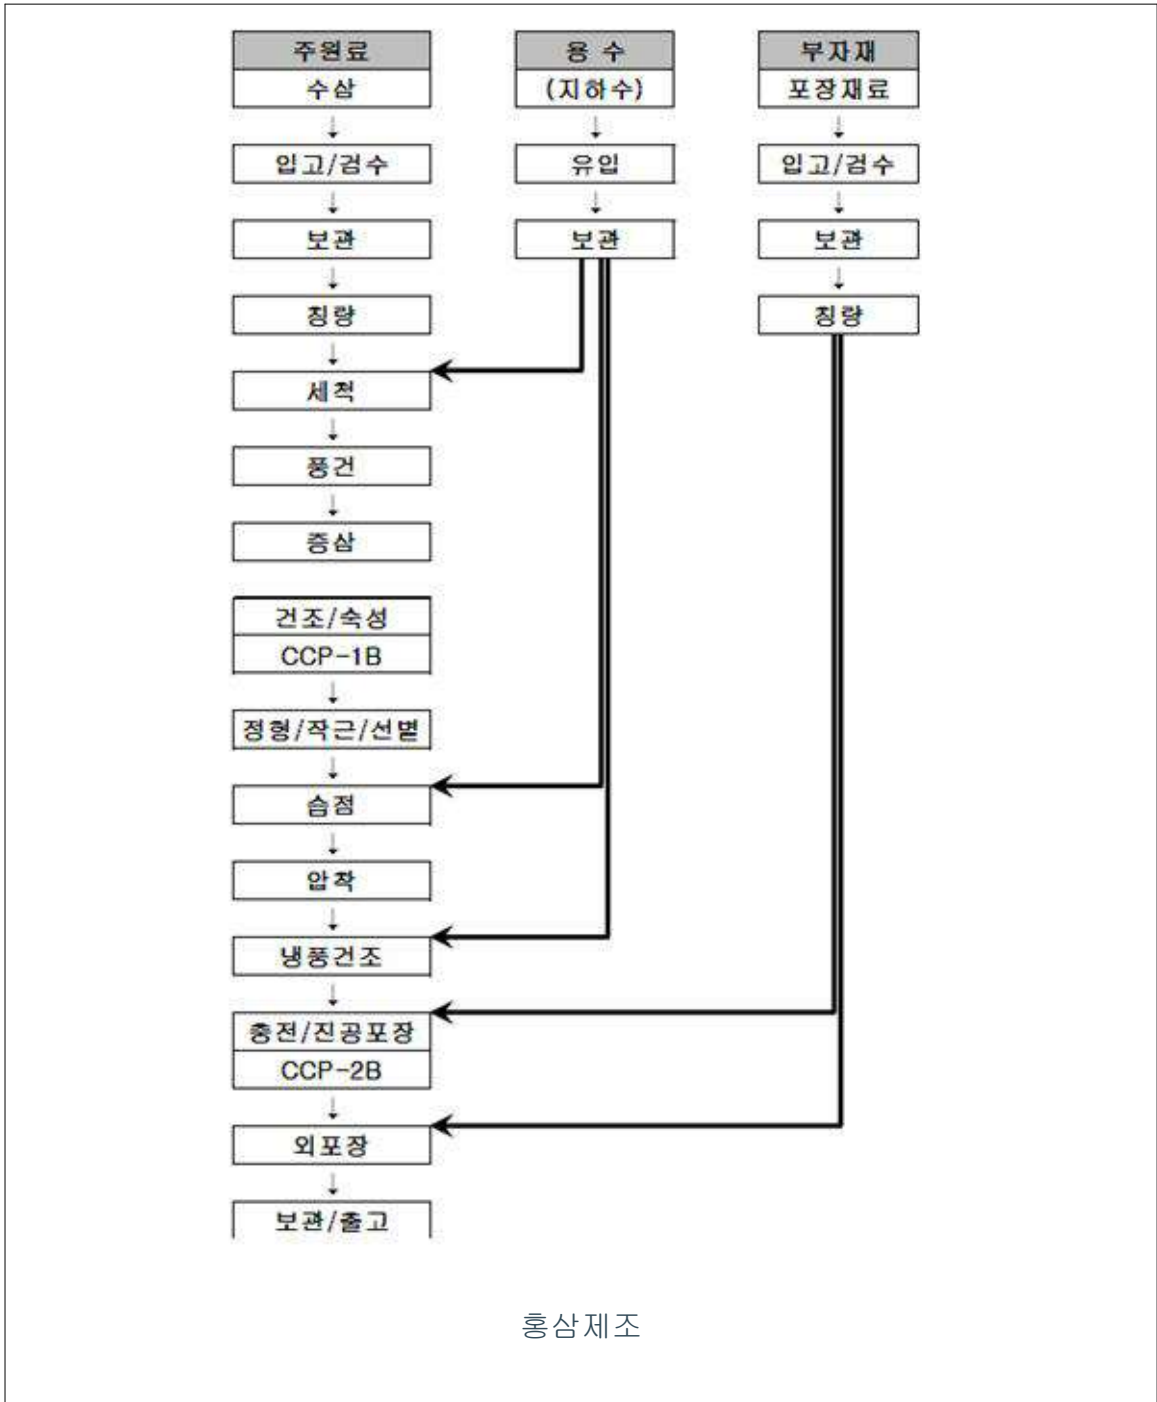 주원료
수삼
입고/검수
보관
칭량
세척
풍건
증삼
건조/숙성
CCP-1B
정형/작근/선별
습점
압착
냉풍건조
충전/진공포장
CCP-2B
외포장
보관/출고
용 수
(지하수)
유입
보관
부자재
포장재료
입고/검수
보관
칭량
홍삼제조